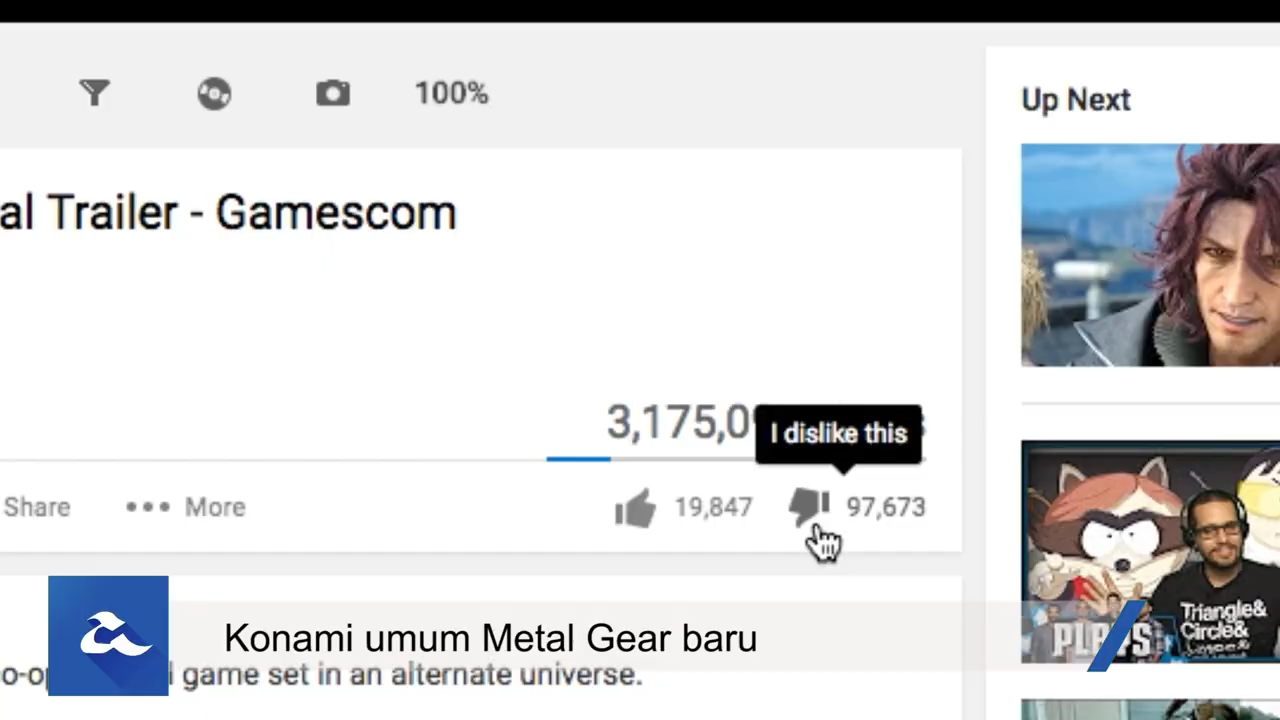 100%
Up Next
al Trailer - Gamescom
3,175,0
I dislike this
Share
More
19,847
97,673
Triangle&
Circle&
Konami umum Metal Gear baru
game set in an alternate universe.